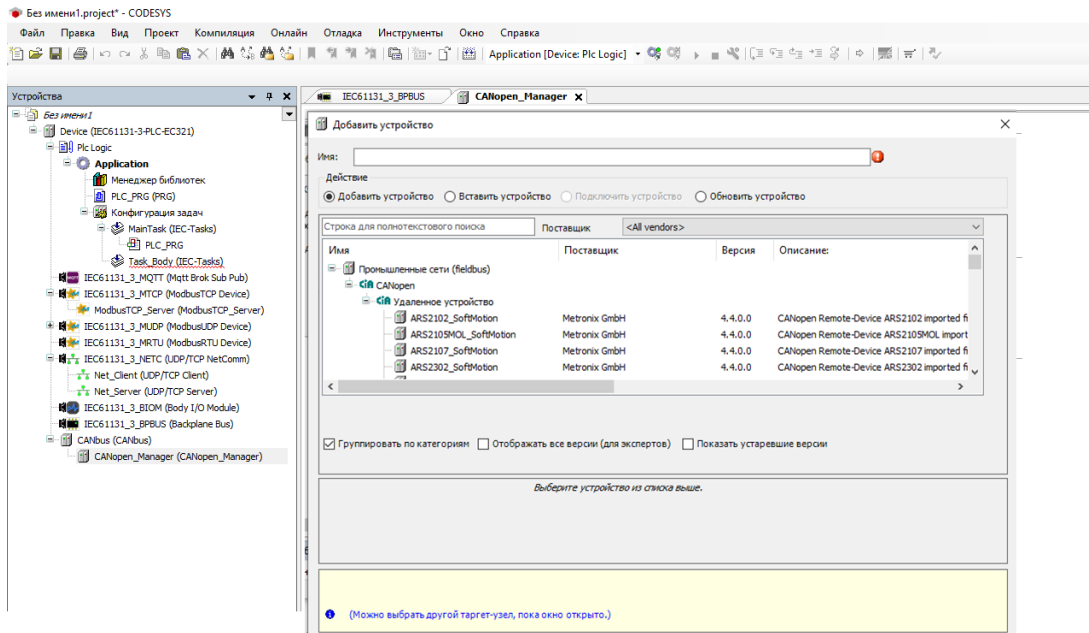 Без имени1.project* - CODESYS
Файл Правка Вид Проект Компиляция Онлайн Отладка Инструменты Окно Справка
Application [Device: Plc Logic]
Устройства
Без имени1
Device (IEC61131-3-PLC-EC321)
Plc Logic
Application
Менеджер библиотек
PLC_PRG (PRG)
Конфигурация задач
MainTask (IEC-Tasks)
PLC_PRG
Task_Body (IEC-Tasks)
IEC61131_3_MQTT (Mqtt Brok Sub Pub)
IEC61131_3_MTCP (ModbusTCP Device)
ModbusTCP_Server (ModbusTCP_Server)
IEC61131_3_MUDP (ModbusUDP Device)
IEC61131_3_MRTU (ModbusRTU Device)
IEC61131_3_NETC (UDP/TCP NetComm)
Net_Client (UDP/TCP Client)
Net_Server (UDP/TCP Server)
IEC61131_3_BIOM (Body I/O Module)
IEC61131_3_BPBUS (Backplane Bus)
CANbus (CANbus)
CANopen_Manager (CANopen_Manager)
IEC61131_3_BPBUS CANopen_Manager
Добавить устройство
Имя:
Действие
Добавить устройство Вставить устройство Подключить устройство Обновить устройство
Строка для полнотекстового поиска Поставщик <All vendors>
Имя Поставщик Версия Описание:
Промышленные сети (fieldbus)
CiA CANopen
CiA Удаленное устройство
ARS2102_SoftMotion Metronix GmbH 4.4.0.0 CANopen Remote-Device ARS2102 imported fi
ARS2105MOL_SoftMotion Metronix GmbH 4.4.0.0 CANopen Remote-Device ARS2105MOL import
ARS2107_SoftMotion Metronix GmbH 4.4.0.0 CANopen Remote-Device ARS2107 imported fi
ARS2302_SoftMotion Metronix GmbH 4.4.0.0 CANopen Remote-Device ARS2302 imported fi
Группировать по категориям Отображать все версии (для экспертов) Показать устаревшие версии
Выберите устройство из списка выше.
(Можно выбрать другой таргет-узел, пока окно открыто.)